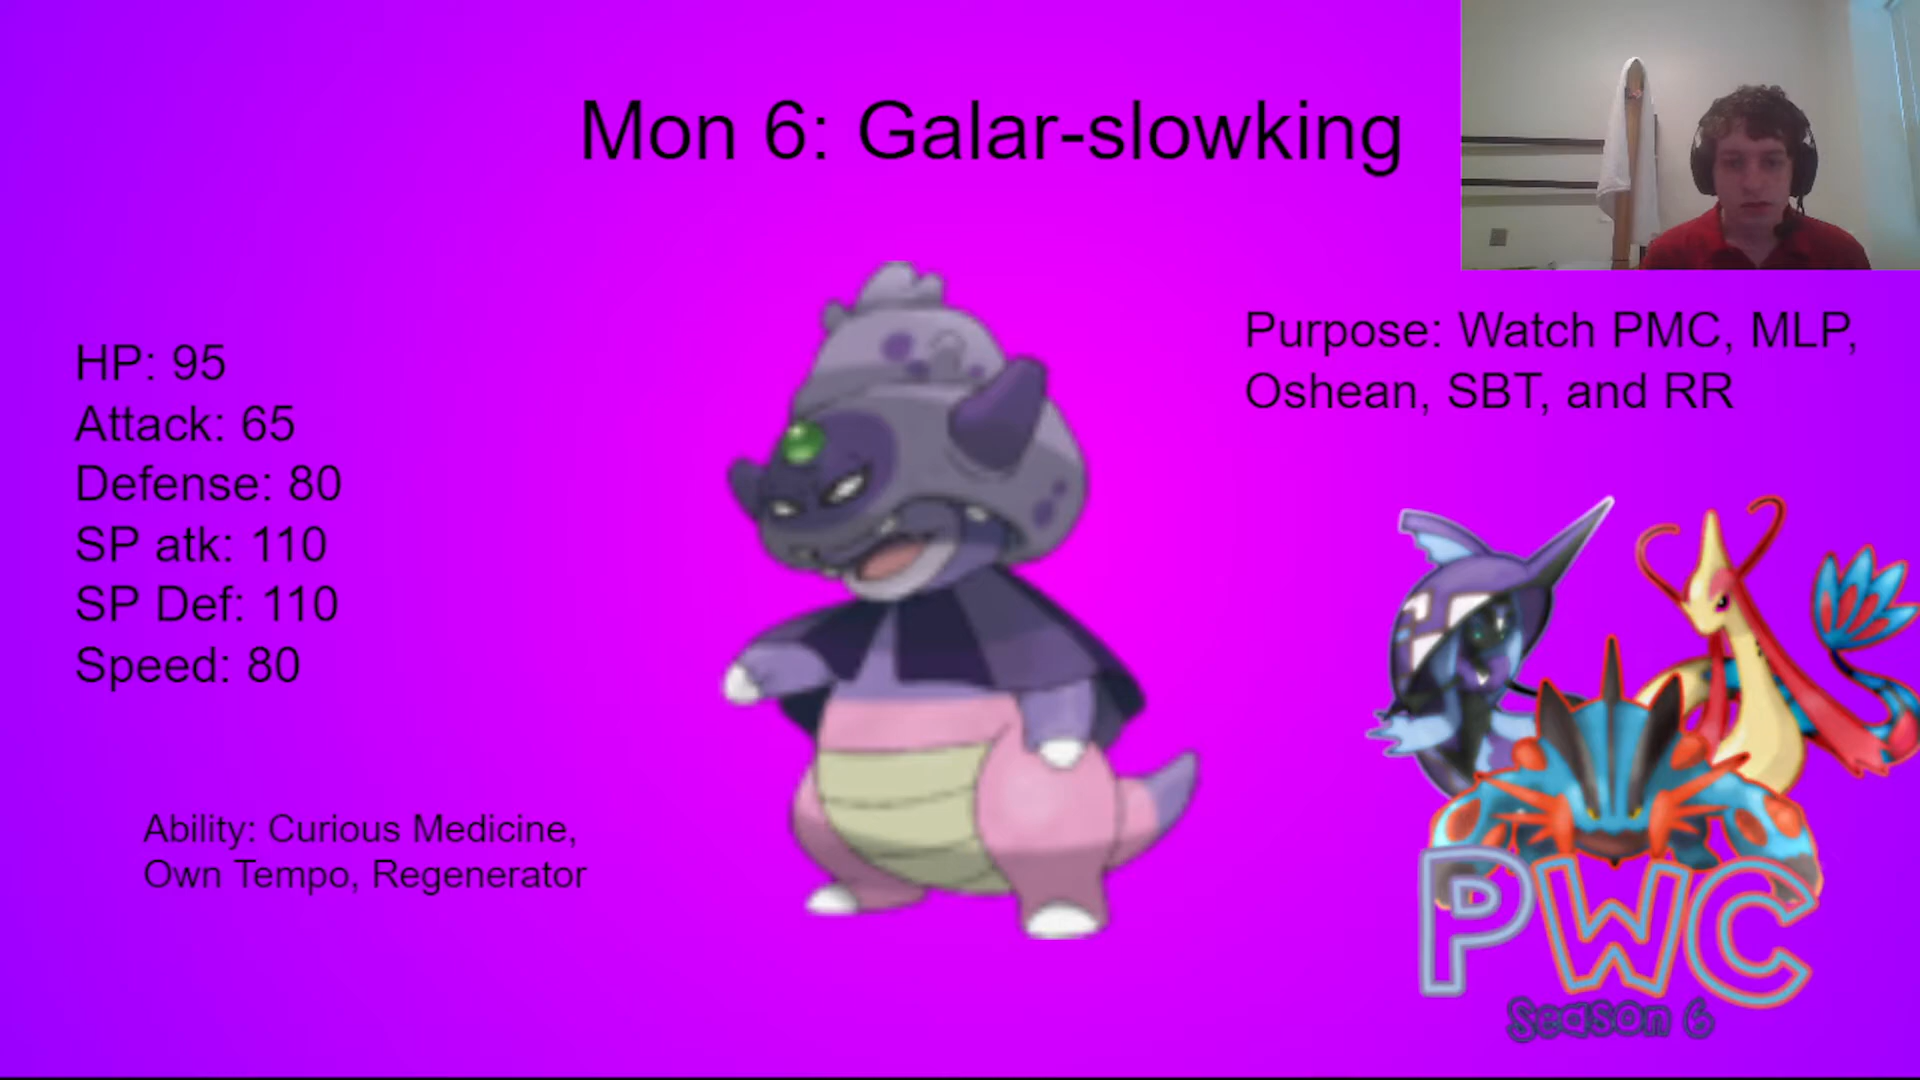 Mon 6: Galar-slowking
HP: 95
Attack: 65
Defense: 80
SP atk: 110
SP Def: 110
Speed: 80
Ability: Curious Medicine,
Own Tempo, Regenerator
Purpose: Watch PMC, MLP,
Oshean, SBT, and RR
PWC
Season 6